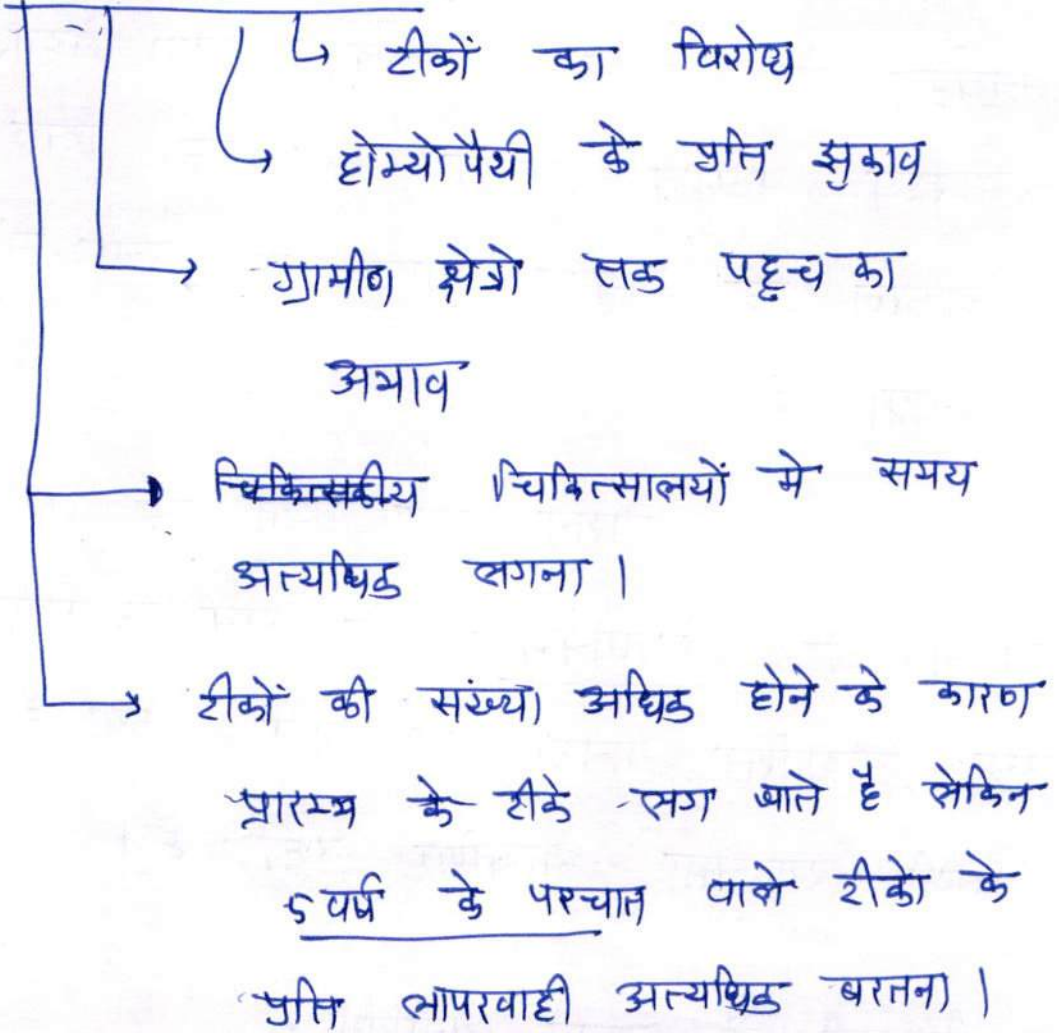 टीकों का विरोध
होम्योपैथी के प्रति झुकाव
ग्रामीण क्षेत्रो तक पहुच का
अभाव
चिकित्सकीय चिकित्सालयों मे समय
अत्यधिक लगना।
टीकों की संख्या अधिक होने के कारण
प्रारम्भ के टीके लग जाते है लेकिन
5 वर्ष के पश्चात वाले टीको के
प्रति लापरवाही अत्यधिक बरतना।